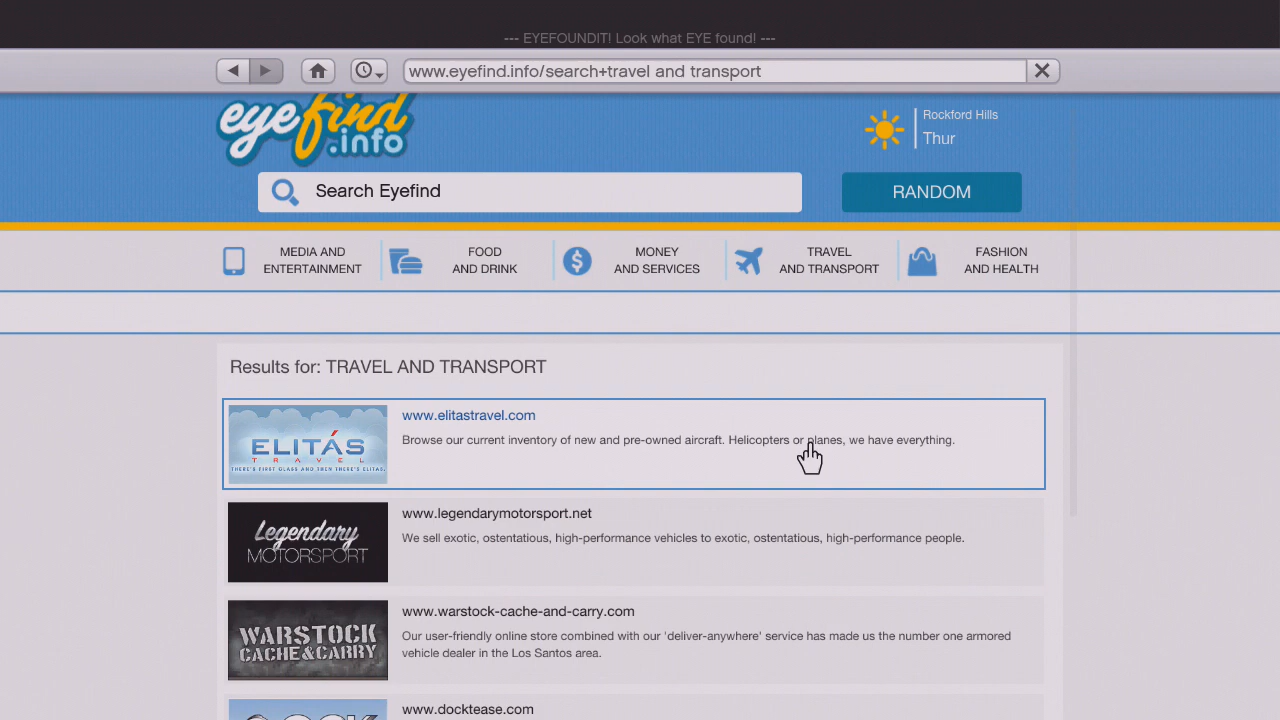 --- EYEFOUNDIT! Look what EYE found! ---
www.eyefind.info/search+travel and transport
eyefind
.info
Rockford Hills
Thur
Search Eyefind
RANDOM
MEDIA AND
ENTERTAINMENT
FOOD
AND DRINK
MONEY
AND SERVICES
TRAVEL
AND TRANSPORT
FASHION
AND HEALTH
Results for: TRAVEL AND TRANSPORT
ELITÁS
TRAVEL
THERE'S FIRST CLASS AND THEN THERE'S ELITAS.
www.elitastravel.com
Browse our current inventory of new and pre-owned aircraft. Helicopters or planes, we have everything.
Legendary
MOTORSPORT
www.legendarymotorsport.net
We sell exotic, ostentatious, high-performance vehicles to exotic, ostentatious, high-performance people.
WARSTOCK
CACHE&CARRY
www.warstock-cache-and-carry.com
Our user-friendly online store combined with our 'deliver-anywhere' service has made us the number one armored
vehicle dealer in the Los Santos area.
DOCK
www.docktease.com